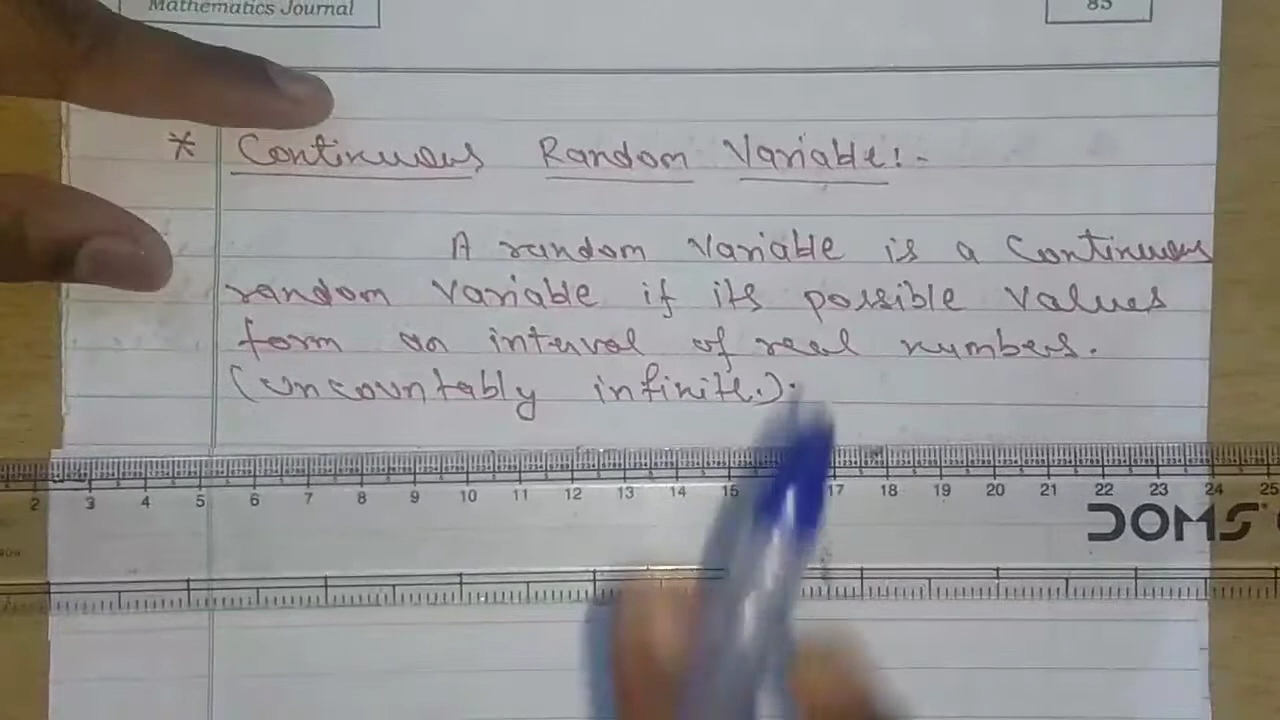 Mathematics Journal
85
* Continuous Random Variable:-
A random variable is a continuous
random variable if its possible values
form an interval of real numbers.
(uncountably infinite.).
2 3 4 5 6 7 8 9 10 11 12 13 14 15 17 18 19 20 21 22 23 24 25
DOMS